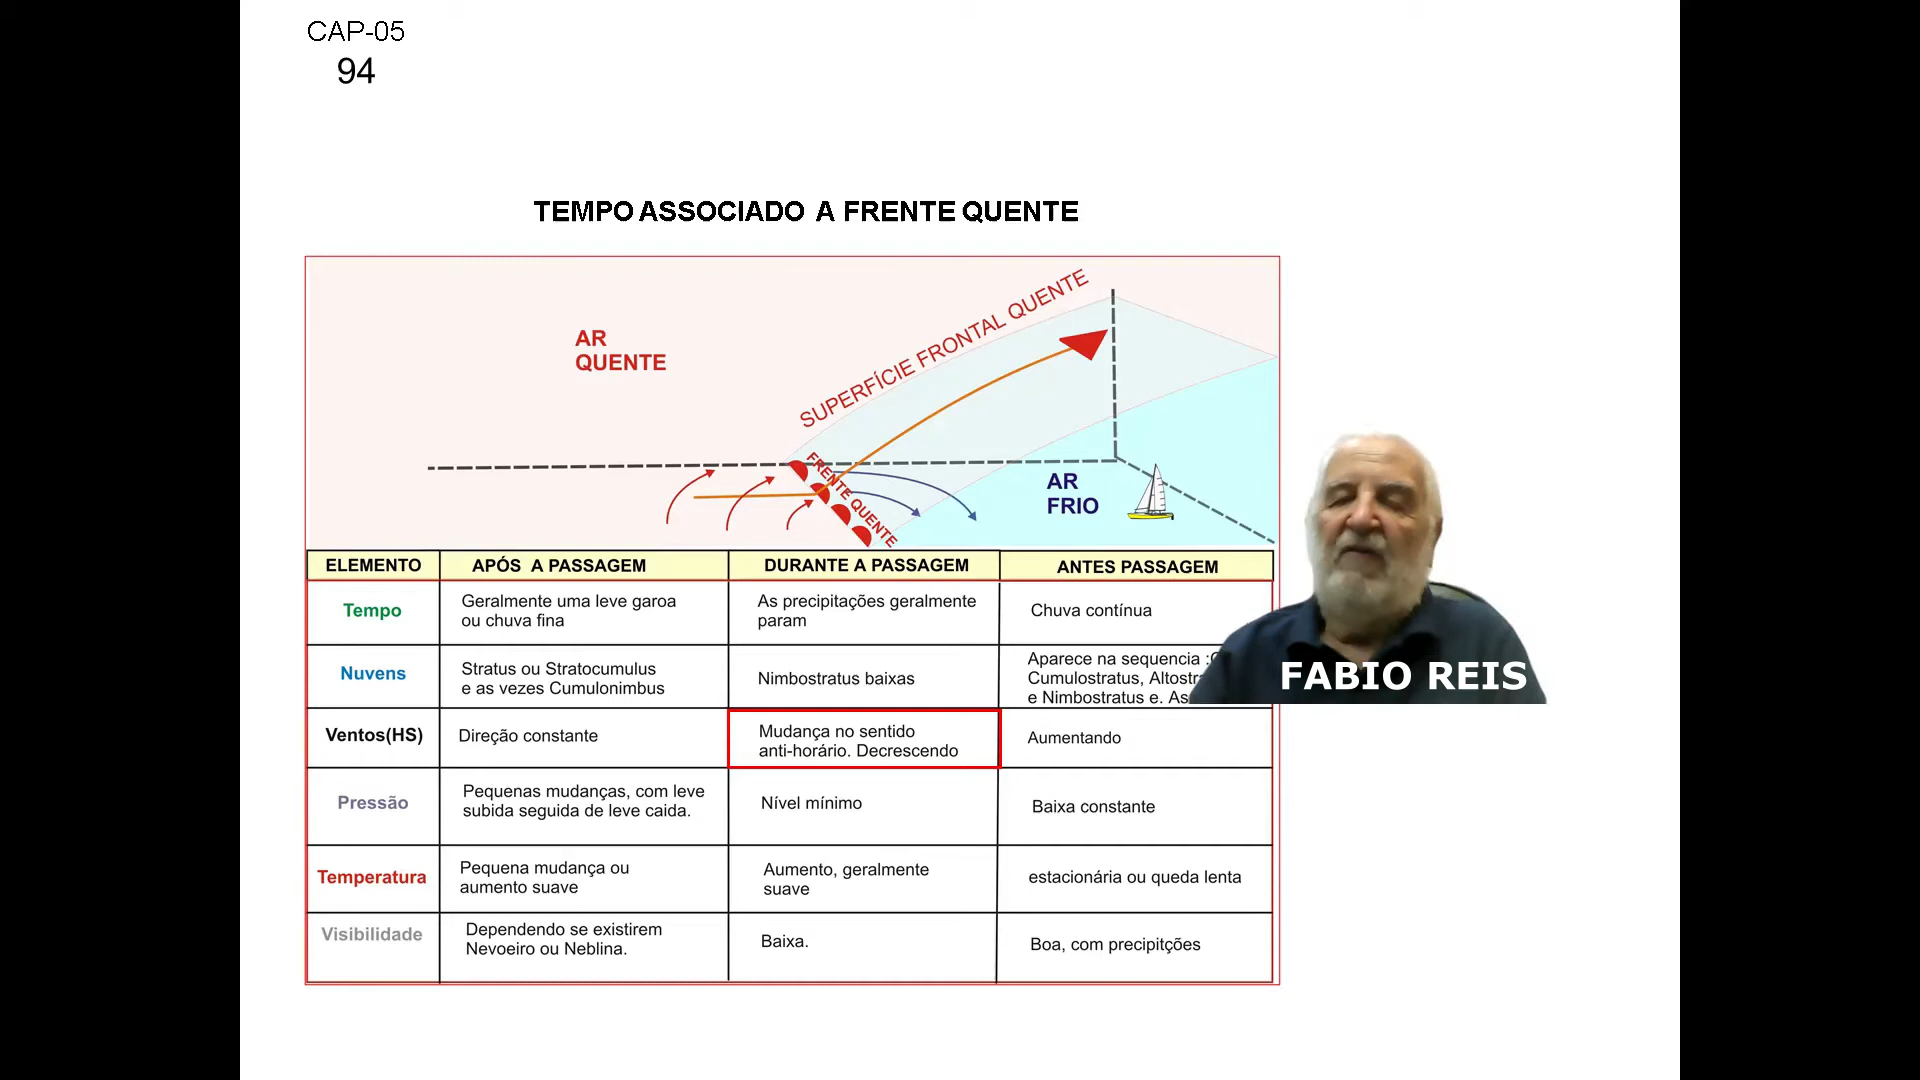 CAP-05
94
TEMPO ASSOCIADO A FRENTE QUENTE
AR
QUENTE
SUPERFÍCIE FRONTAL QUENTE
FRENTE QUENTE
AR
FRIO
ELEMENTO
APÓS A PASSAGEM
DURANTE A PASSAGEM
ANTES PASSAGEM
Tempo
Geralmente uma leve garoa
ou chuva fina
As precipitações geralmente
param
Chuva contínua
Nuvens
Stratus ou Stratocumulus
e as vezes Cumulonimbus
Nimbostratus baixas
Aparece na sequencia :
Cumulostratus,
e Nimbostratus e.
Ventos(HS)
Direção constante
Mudança no sentido
anti-horário. Decrescendo
Aumentando
Pressão
Pequenas mudanças, com leve
subida seguida de leve caida.
Nível mínimo
Baixa constante
Temperatura
Pequena mudança ou
aumento suave
Aumento, geralmente
suave
estacionária ou queda lenta
Visibilidade
Dependendo se existirem
Nevoeiro ou Neblina.
Baixa.
Boa, com precipitções
FABIO REIS